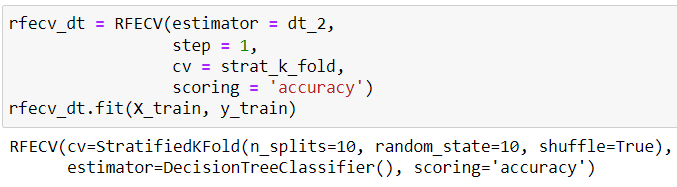 rfecv_dt = RFECV(estimator = dt_2,
                 step = 1,
                 cv = strat_k_fold,
                 scoring = 'accuracy')
rfecv_dt.fit(X_train, y_train)
RFECV(cv=StratifiedKFold(n_splits=10, random_state=10, shuffle=True),
      estimator=DecisionTreeClassifier(), scoring='accuracy')